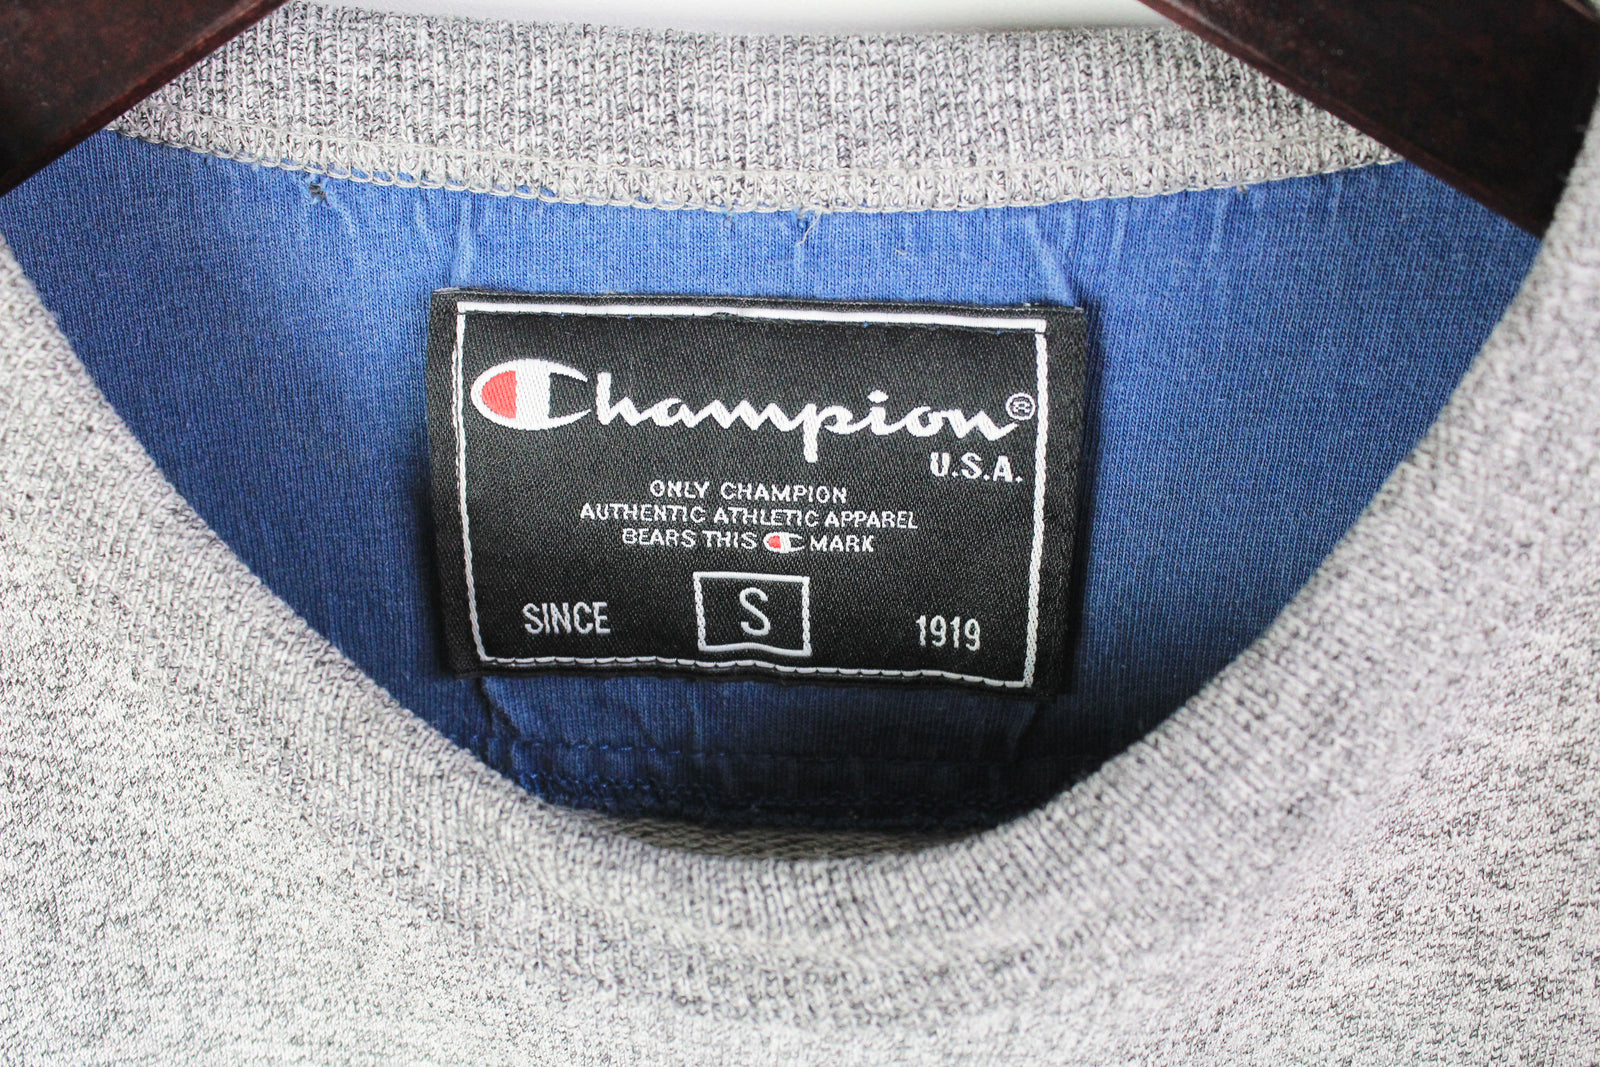 Champion®
U.S.A.
ONLY CHAMPION
AUTHENTIC ATHLETIC APPAREL
BEARS THIS C MARK
S
SINCE 1919